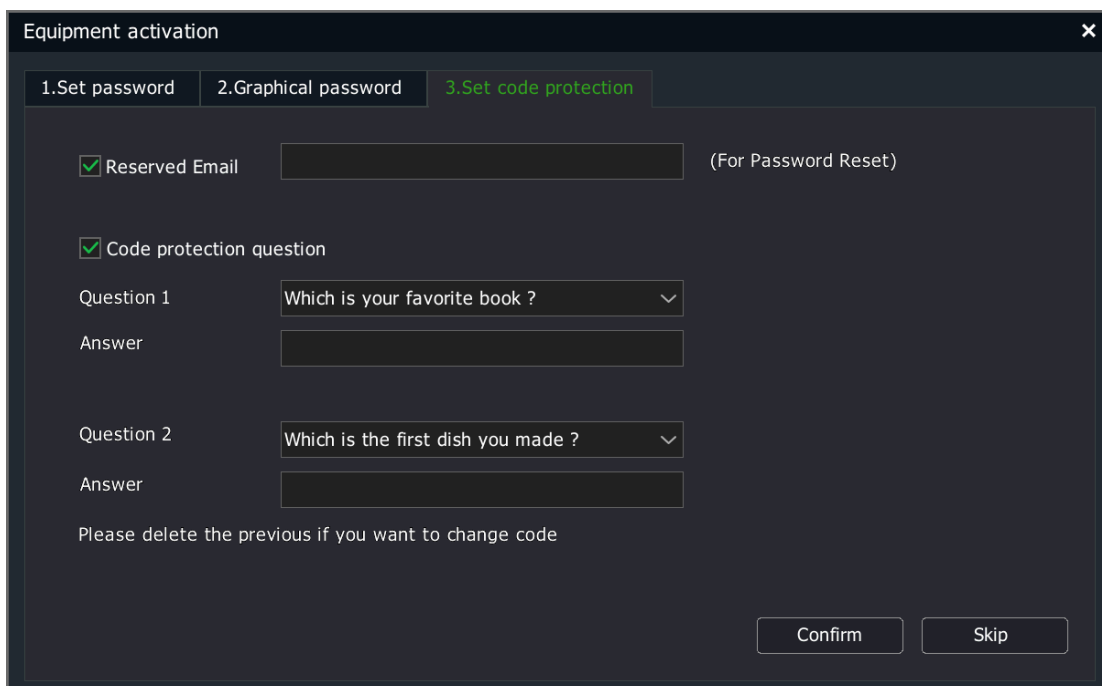 Equipment activation
1.Set password 2.Graphical password 3.Set code protection
Reserved Email (For Password Reset)
Code protection question
Question 1 Which is your favorite book ?
Answer
Question 2 Which is the first dish you made ?
Answer
Please delete the previous if you want to change code
Confirm Skip